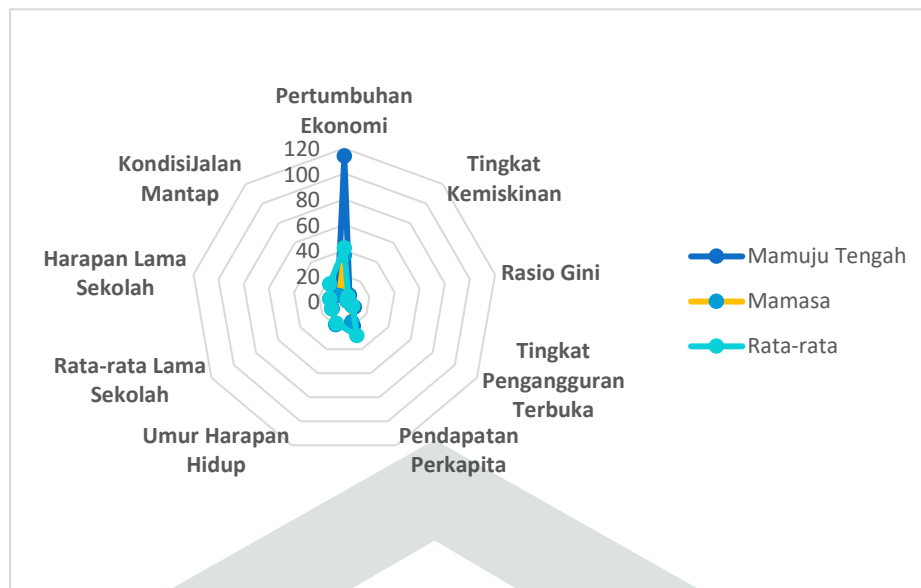 Pertumbuhan
Ekonomi
Tingkat
Kemiskinan
Rasio Gini
Tingkat
Pengangguran
Terbuka
Pendapatan
Perkapita
Umur Harapan
Hidup
Rata-rata Lama
Sekolah
Harapan Lama
Sekolah
KondisiJalan
Mantap
120
100
80
60
40
20
0
Mamuju Tengah
Mamasa
Rata-rata